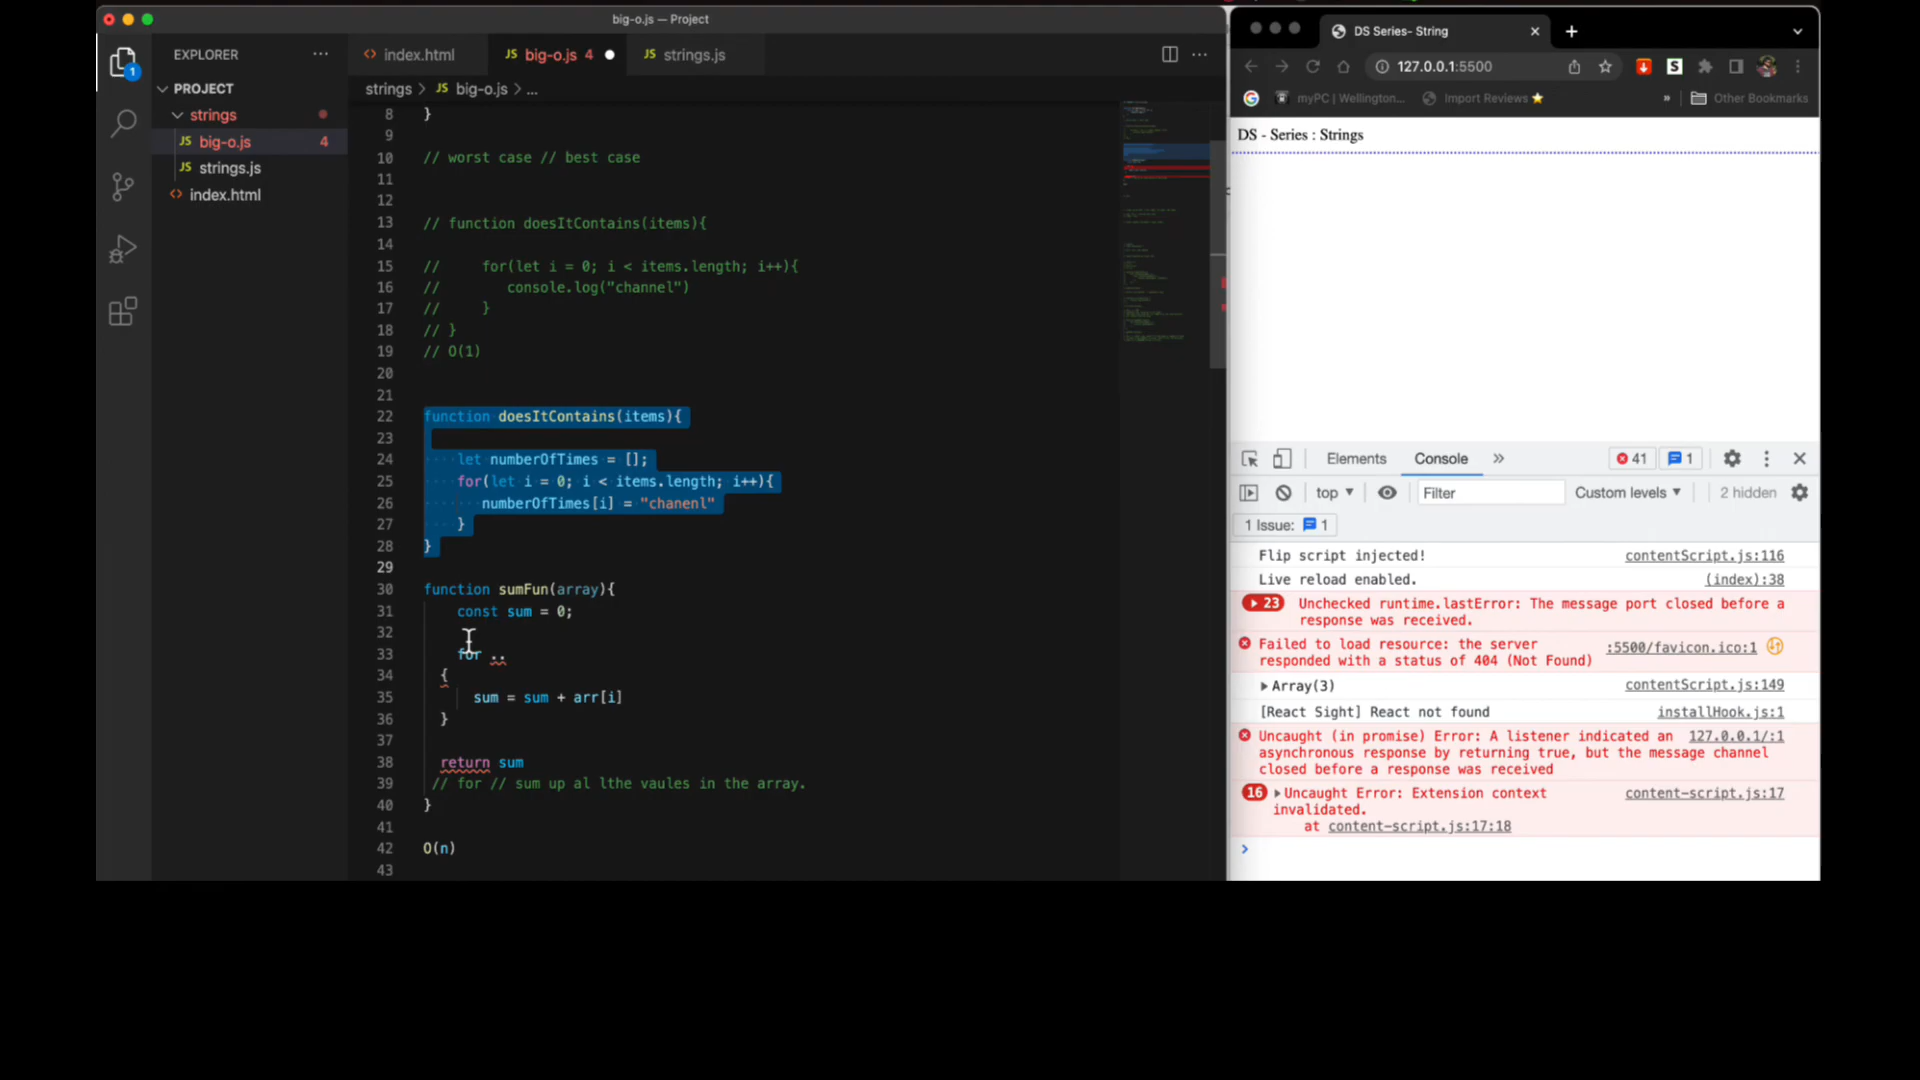 big-o.js — Project
EXPLORER
index.html
big-o.js 4
strings.js
1
PROJECT
strings
big-o.js 4
strings.js
index.html
strings > JS big-o.js > ...
8 }
9
10 // worst case // best case
11
12
13 // function doesItContains(items){
14
15 // for(let i = 0; i < items.length; i++){
16 // console.log("channel")
17 // }
18 // }
19 // O(1)
20
21
22 function doesItContains(items){
23
24 let numberOfTimes = [];
25 for(let i = 0; i < items.length; i++){
26 numberOfTimes[i] = "chanenl"
27 }
28 }
29
30 function sumFun(array){
31 const sum = 0;
32
33 for ..
34 {
35 sum = sum + arr[i]
36 }
37
38 return sum
39 // for // sum up al lthe vaules in the array.
40 }
41
42 O(n)
43
DS Series- String
127.0.0.1:5500
myPC | Wellington...
Import Reviews
»
Other Bookmarks
DS - Series : Strings
Elements
Console
»
41
1
top
Filter
Custom levels
2 hidden
1 Issue: 1
Flip script injected! contentScript.js:116
Live reload enabled. (index):38
23 Unchecked runtime.lastError: The message port closed before a
response was received.
Failed to load resource: the server :5500/favicon.ico:1
responded with a status of 404 (Not Found)
Array(3) contentScript.js:149
[React Sight] React not found installHook.js:1
Uncaught (in promise) Error: A listener indicated an 127.0.0.1/:1
asynchronous response by returning true, but the message channel
closed before a response was received
16 Uncaught Error: Extension context content-script.js:17
invalidated.
at content-script.js:17:18
>